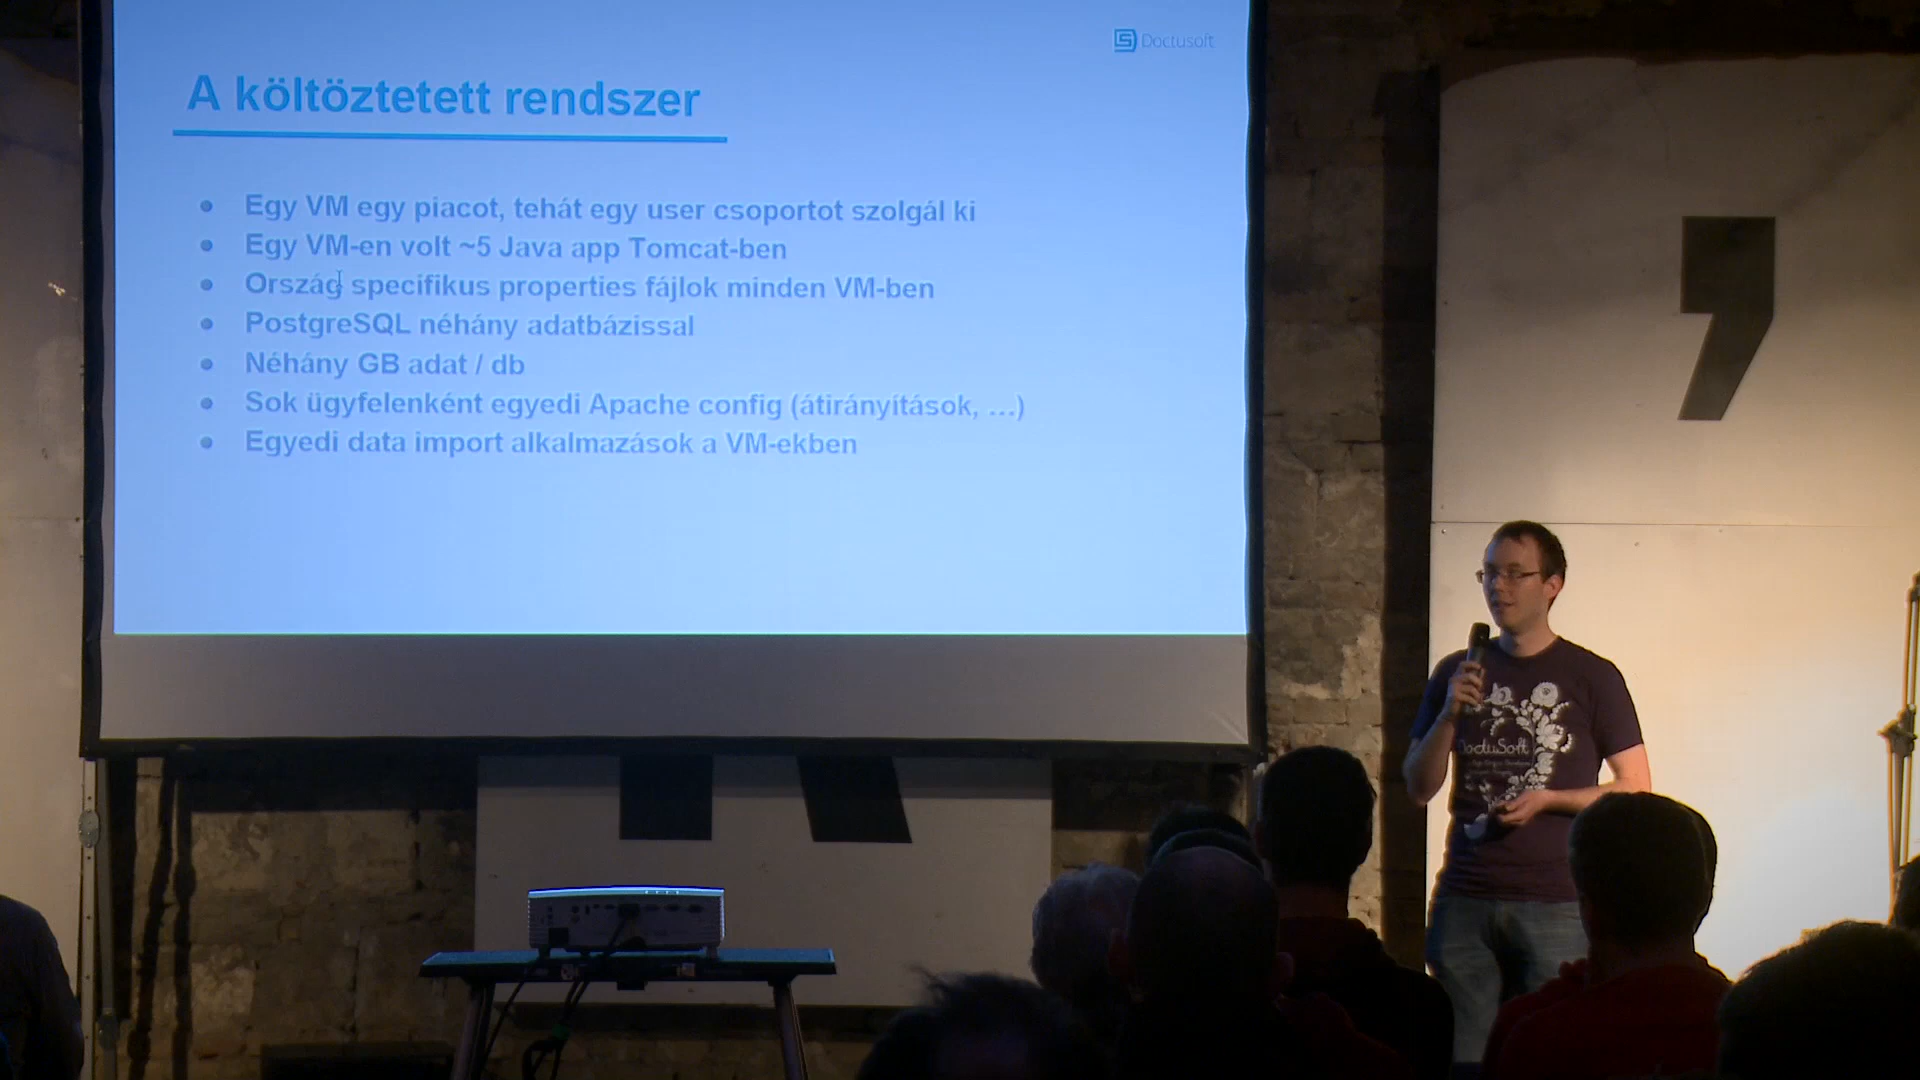 Doctusoft
A költöztetett rendszer
Egy VM egy piacot, tehát egy user csoportot szolgál ki
Egy VM-en volt ~5 Java app Tomcat-ben
Ország specifikus properties fájlok minden VM-ben
PostgreSQL néhány adatbázissal
Néhány GB adat / db
Sok ügyfelenként egyedi Apache config (átirányítások, …)
Egyedi data import alkalmazások a VM-ekben
DoctuSoft